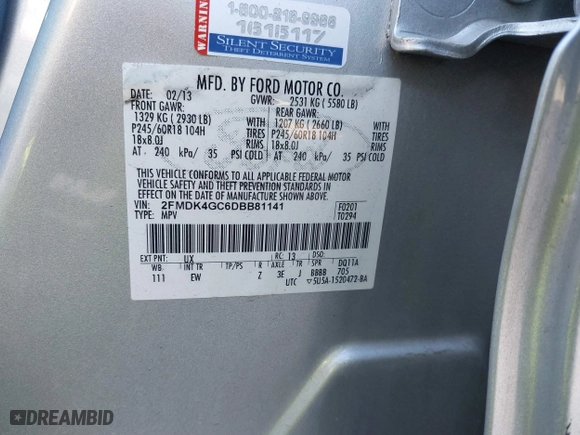 WARNING
1-800-218-9988
16151517
SILENT SECURITY
THEFT DETERRENT SYSTEM
MFD. BY FORD MOTOR CO.
DATE: 02/13 GVWR: 2531 KG ( 5580 LB)
FRONT GAWR: REAR GAWR:
1329 KG ( 2930 LB) WITH 1207 KG ( 2660 LB) WITH
P245/60R18 104H TIRES P245/60R18 104H TIRES
18x8.0J RIMS 18x8.0J RIMS
AT 240 kPa/ 35 PSI COLD AT 240 kPa/ 35 PSI COLD
THIS VEHICLE CONFORMS TO ALL APPLICABLE FEDERAL MOTOR
VEHICLE SAFETY AND THEFT PREVENTION STANDARDS IN
EFFECT ON THE DATE OF MANUFACTURE SHOWN ABOVE.
VIN: 2FMDK4GC6DBB81141 F0201
TYPE: MPV T0294
EXT PNT: UX RC: 13 DSO:
WB INT TR TP/PS R AXLE TR SPR DQ11A
111 EW Z 3E J BBBB 705
UTC ▽5U5A-1520472-BA
DREAMBID